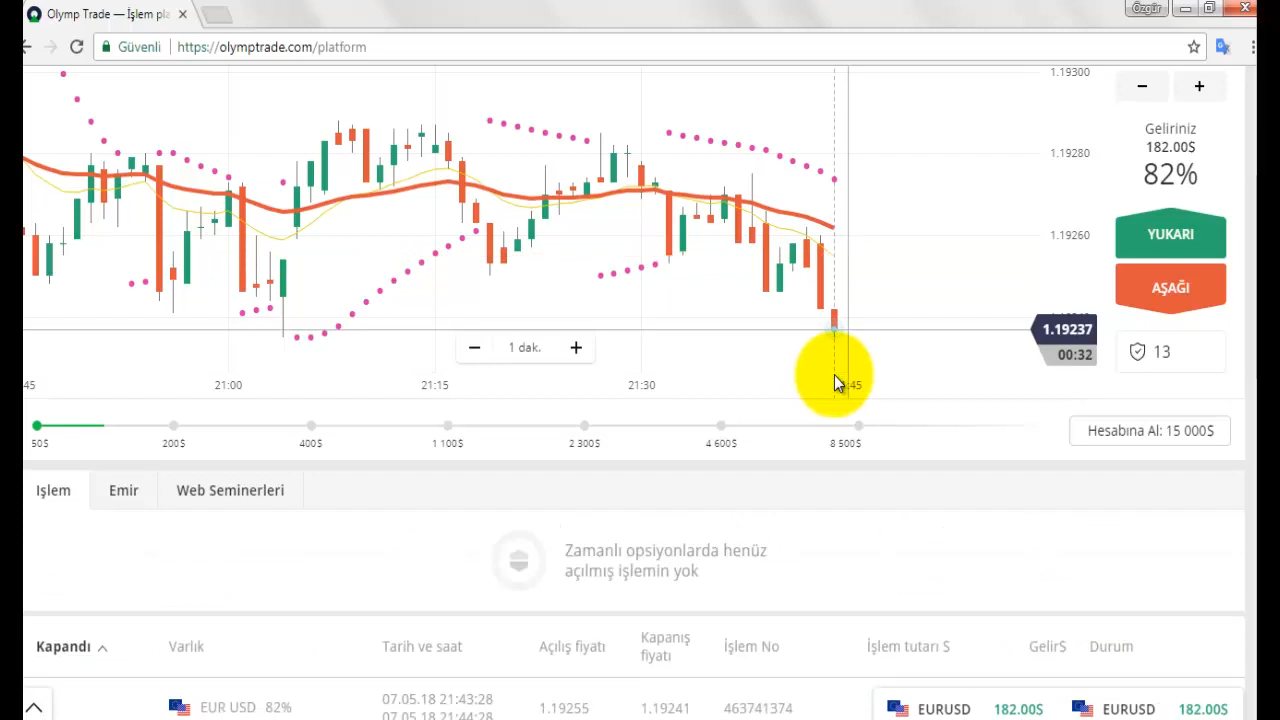 Olymp Trade — İşlem pla
Özgür
Güvenli
https://olymptrade.com/platform
1.19300
1.19280
1.19260
Geliriniz
182.00$
82%
YUKARI
AŞAĞI
1.19237
00:32
13
1 dak.
45
21:00
21:15
21:30
:45
50$
200$
400$
1 100$
2 300$
4 600$
8 500$
Hesabına Al: 15 000$
Işlem
Emir
Web Seminerleri
Zamanlı opsiyonlarda henüz
açılmış işlemin yok
Kapandı
Varlık
Tarih ve saat
Açılış fiyatı
Kapanış
fiyatı
İşlem No
İşlem tutarı $
Gelir$
Durum
EUR USD 82%
07.05.18 21:43:28
07.05.18 21:44:28
1.19255
1.19241
463741374
EURUSD 182.00$
EURUSD 182.00$